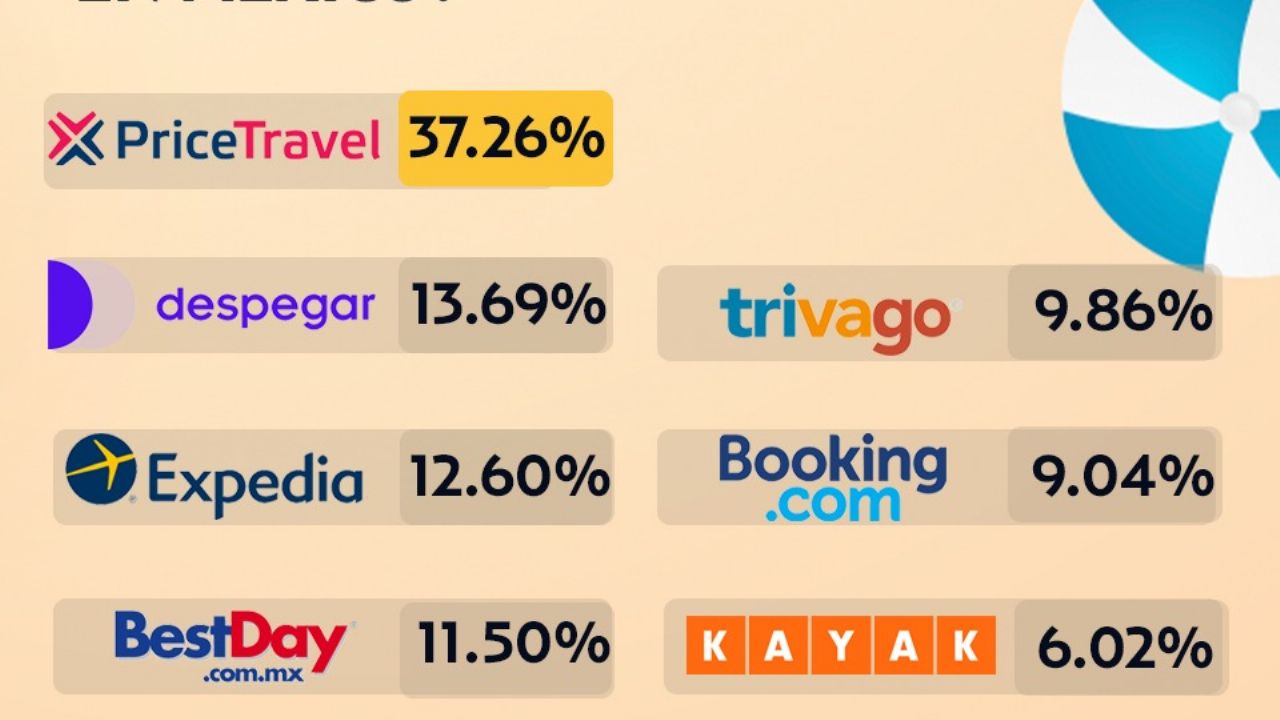 PriceTravel 37.26%
despegar 13.69%
trivago 9.86%
Expedia 12.60%
Booking.com 9.04%
BestDay.com.mx 11.50%
KAYAK 6.02%